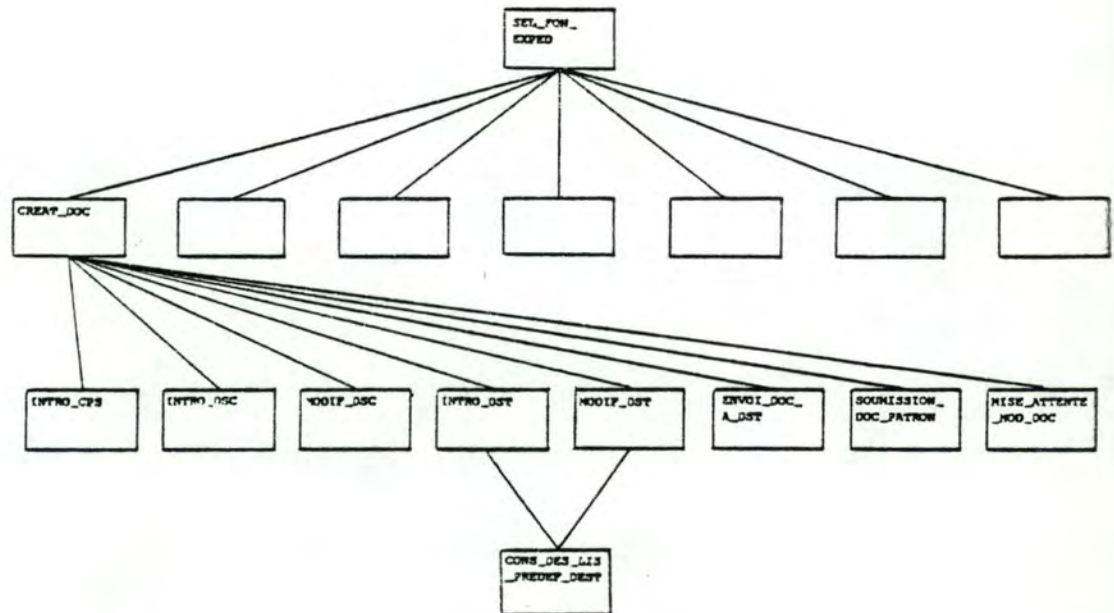 SEL_FON_
EXPED
CREAT_DOC
INTRO_CPS
INTRO_DSC
MODIF_DSC
INTRO_DST
MODIF_DST
ENVOI_DOC_
A_DST
SOUMISSION_
DOC_PATRON
MISE_ATTENTE
_MOD_DOC
CONS_DES_LIS
_PREDEF_DEST